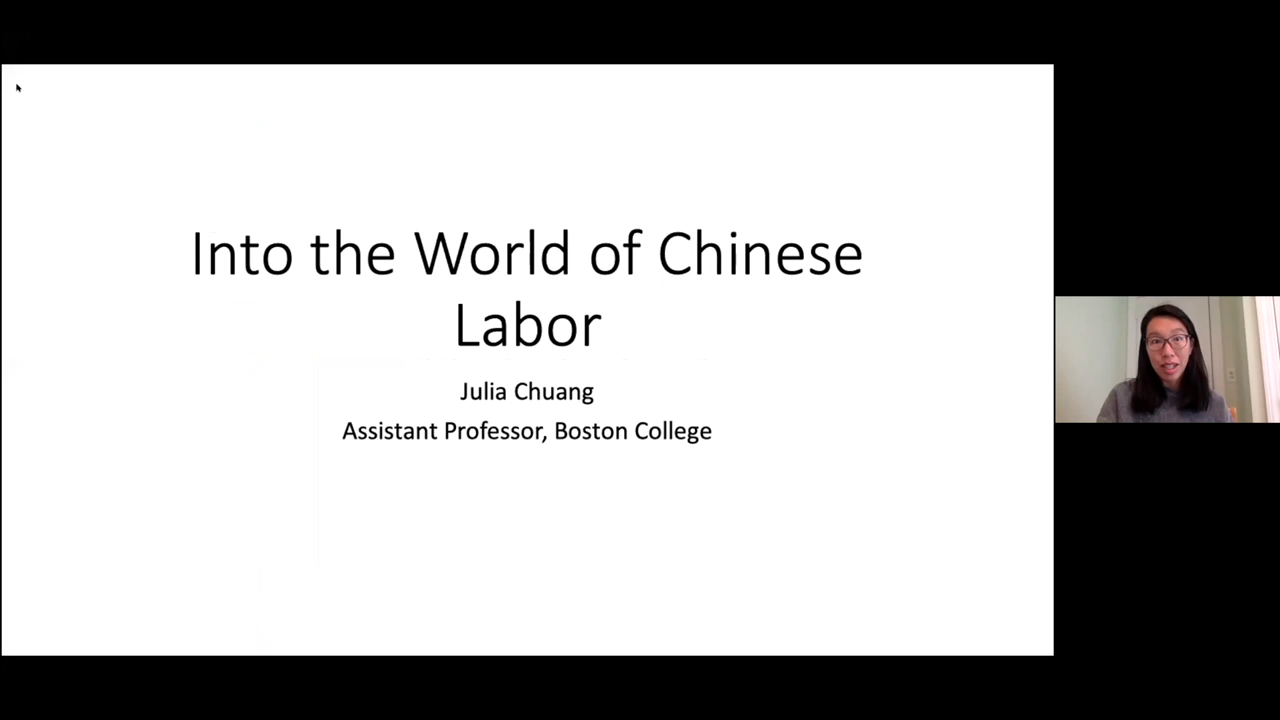 Into the World of Chinese
Labor
Julia Chuang
Assistant Professor, Boston College